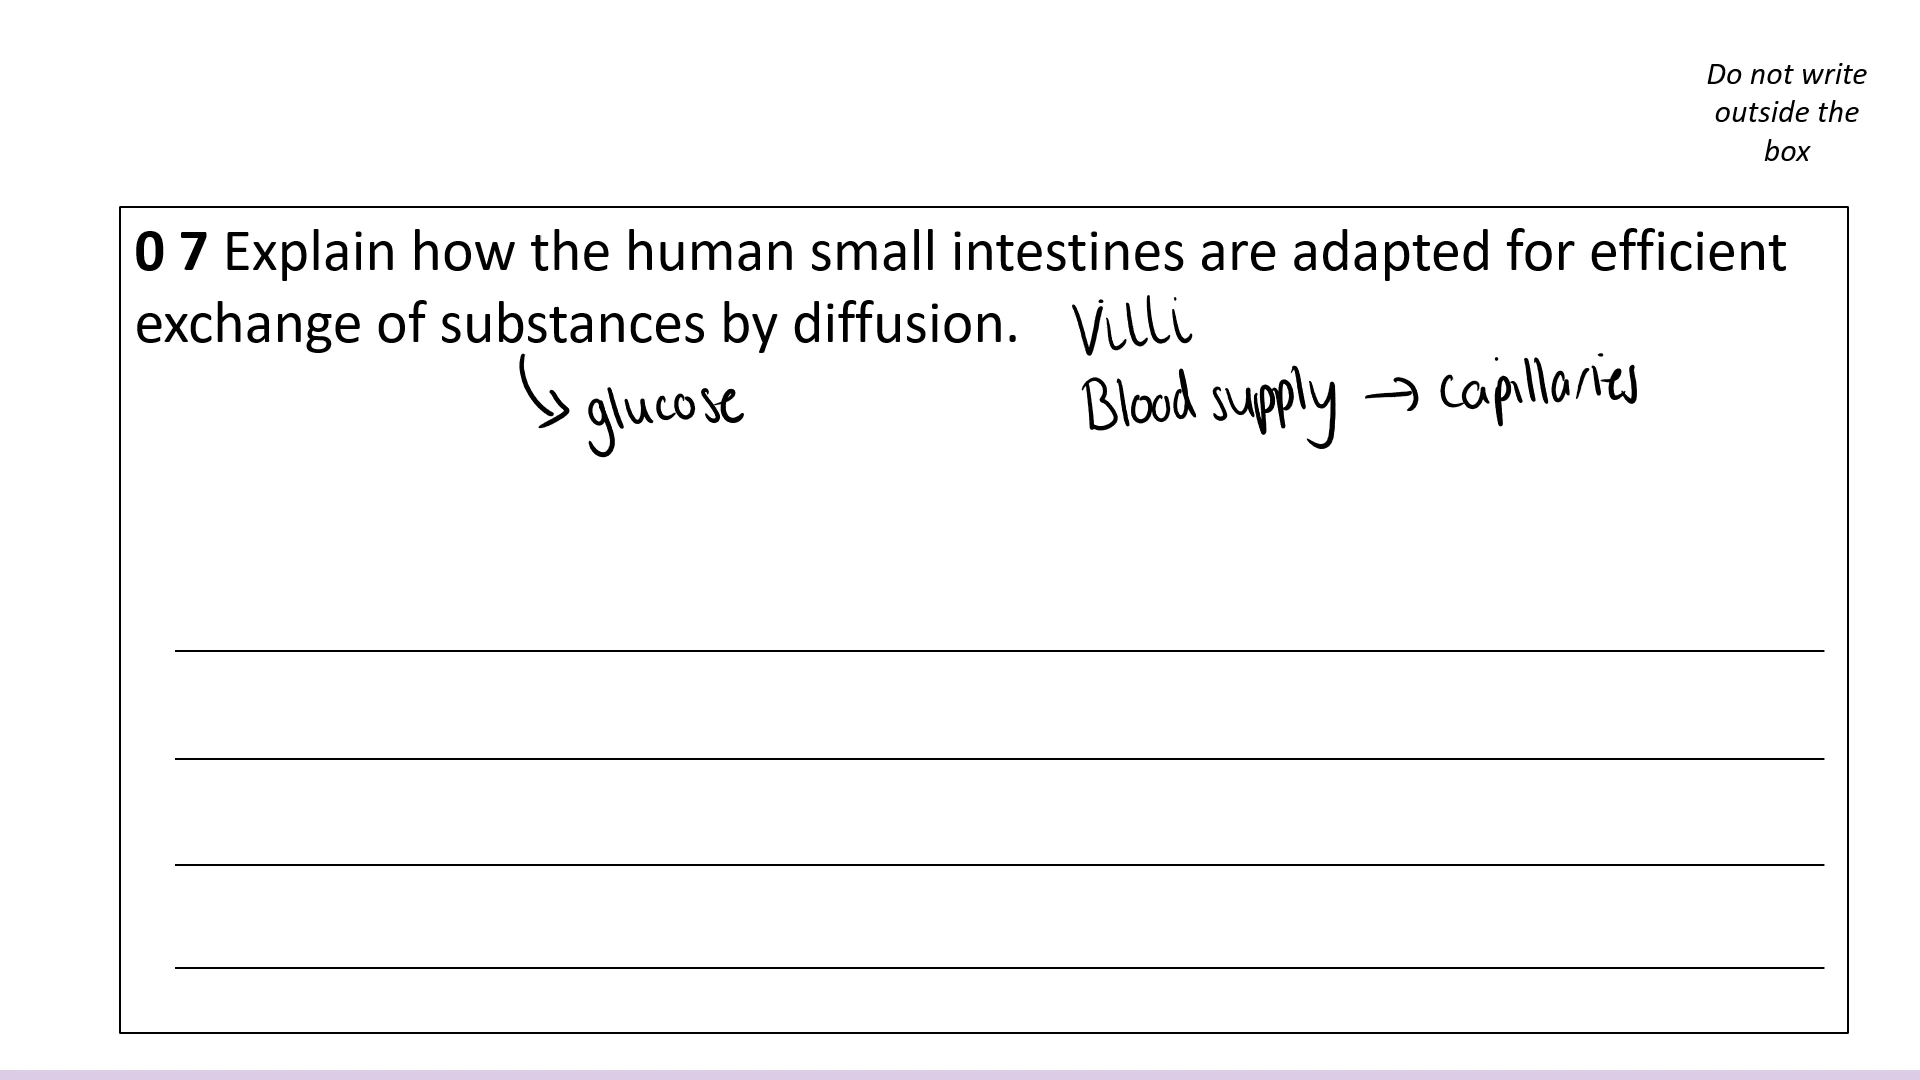 Do not write
outside the
box
0 7 Explain how the human small intestines are adapted for efficient
exchange of substances by diffusion. Villi
glucose
Blood supply → capillaries